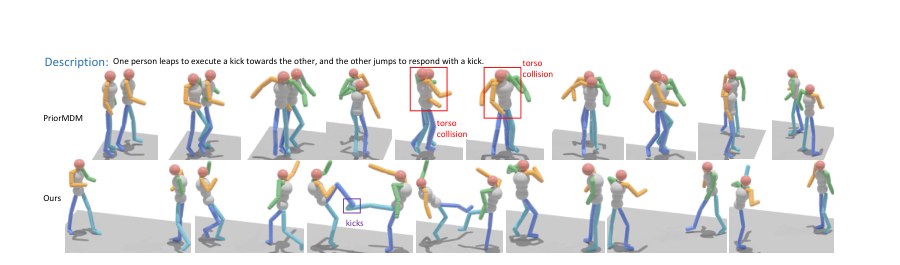 Description: One person leaps to execute a kick towards the other, and the other jumps to respond with a kick.
torso
collision
PriorMDM
torso
collision
Ours
kicks